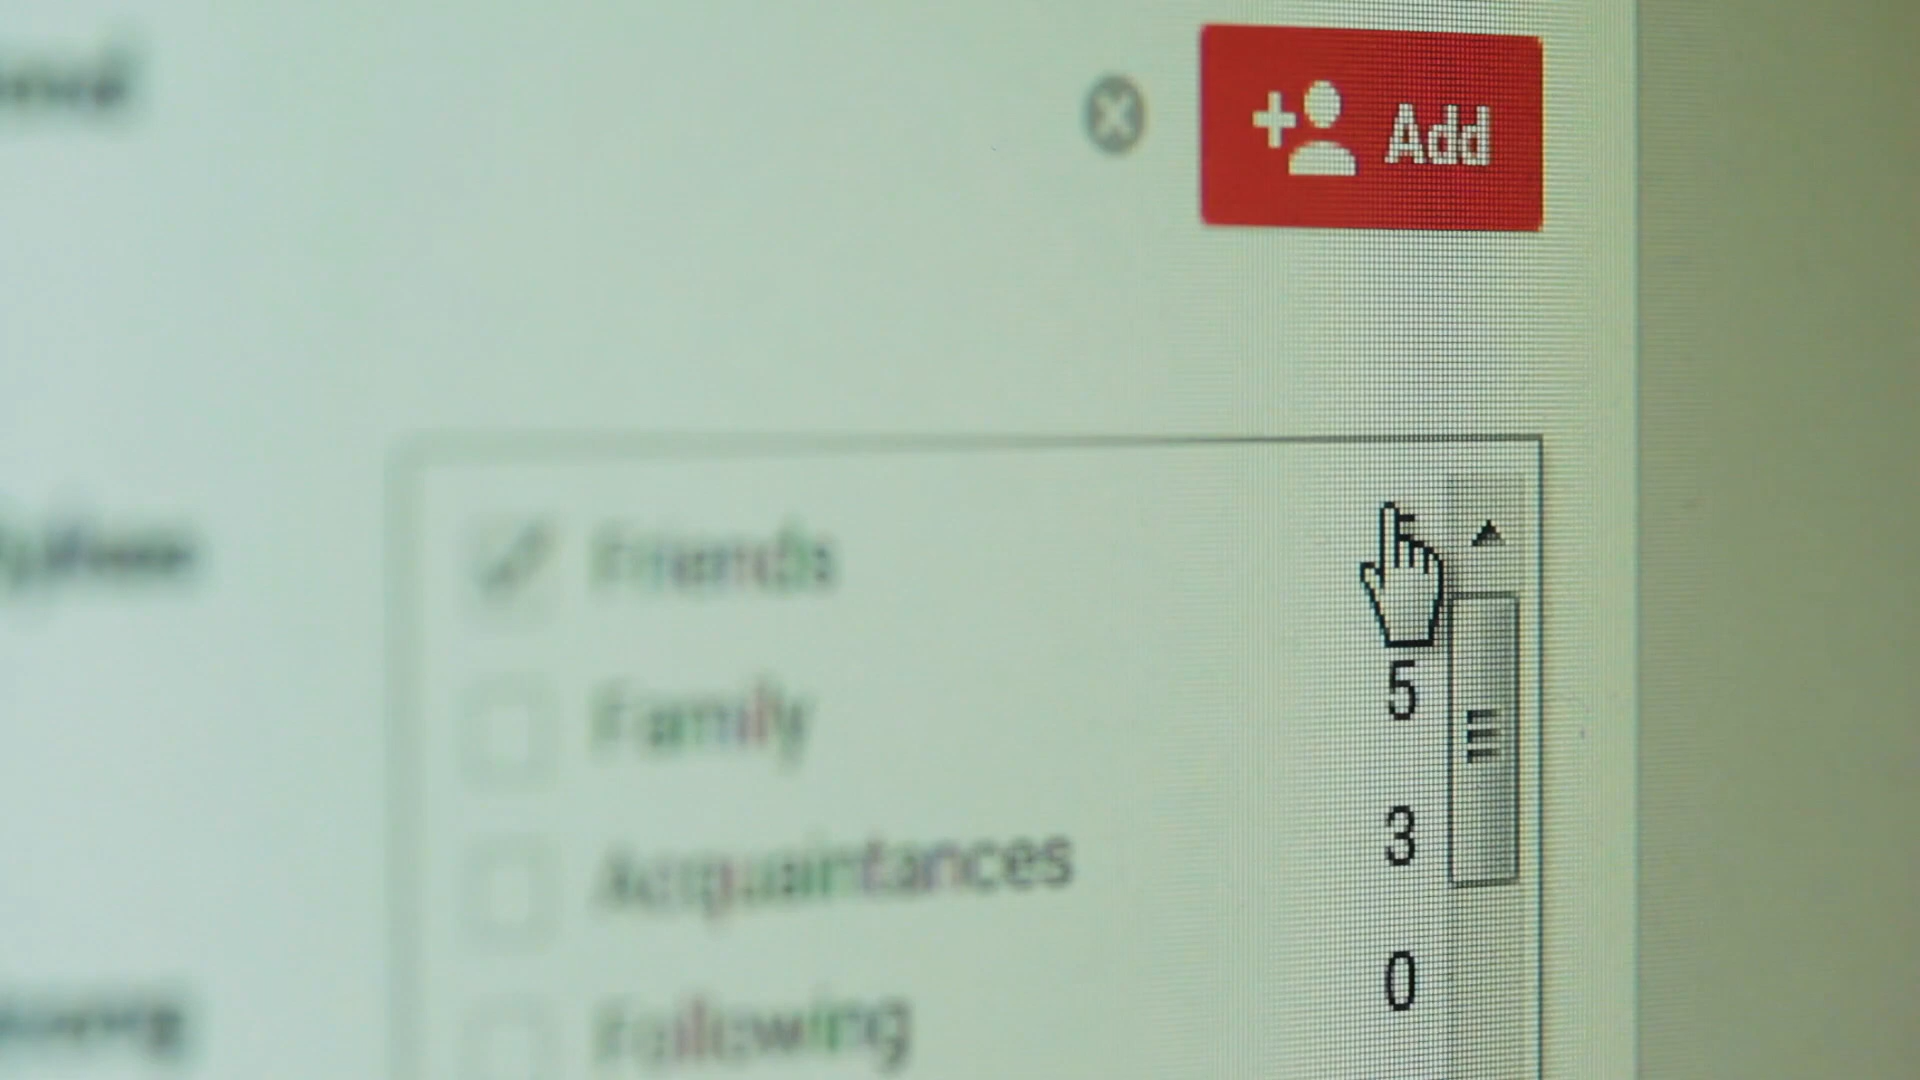 Add
Friends
Family 5
Acquaintances 3
Following 0